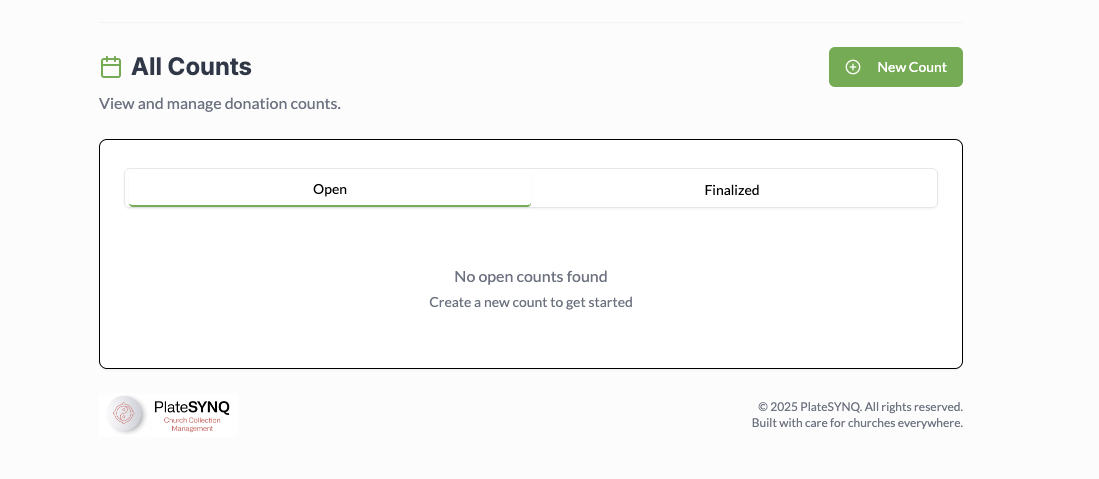 All Counts
New Count
View and manage donation counts.
Open
Finalized
No open counts found
Create a new count to get started
PlateSYNQ
Church Collection
Management
© 2025 PlateSYNQ. All rights reserved.
Built with care for churches everywhere.